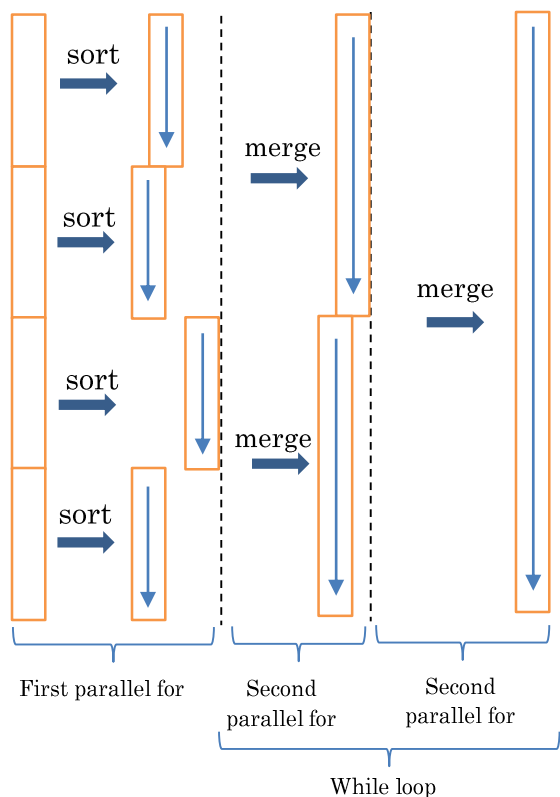 sort
sort
sort
sort
merge
merge
merge
First parallel for
Second
parallel for
Second
parallel for
While loop